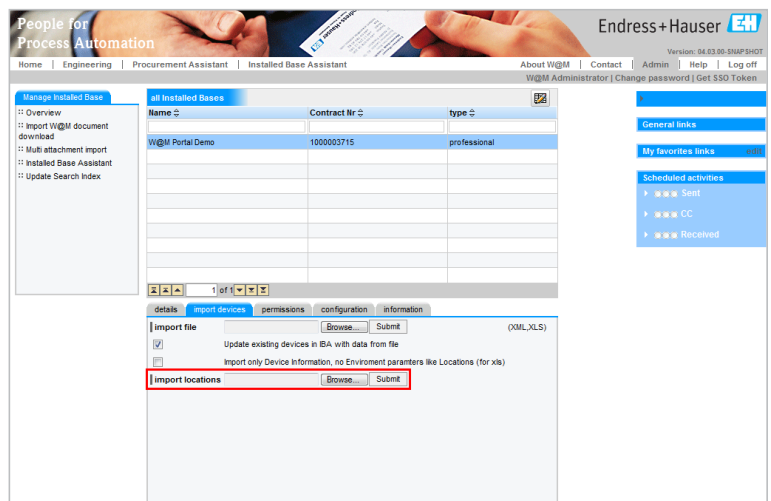 People for
Process Automation
Endress+Hauser EH
Version: 04.03.00-SNAPSHOT
Home | Engineering | Procurement Assistant | Installed Base Assistant About W@M | Contact | Admin | Help | Log off
W@M Administrator | Change password | Get SSO Token
Manage Installed Base
Overview
Import W@M document
download
Multi attachment import
Installed Base Assistant
Update Search Index
all Installed Bases
Name Contract Nr type
W@M Portal Demo 1000003715 professional
1 of 1
details import devices permissions configuration information
import file Browse... Submit (XML,XLS)
Update existing devices in IBA with data from file
Import only Device Information, no Enviroment paramters like Locations (for xls)
import locations Browse... Submit
General links
My favorites links edit
Scheduled activities
Sent
CC
Received